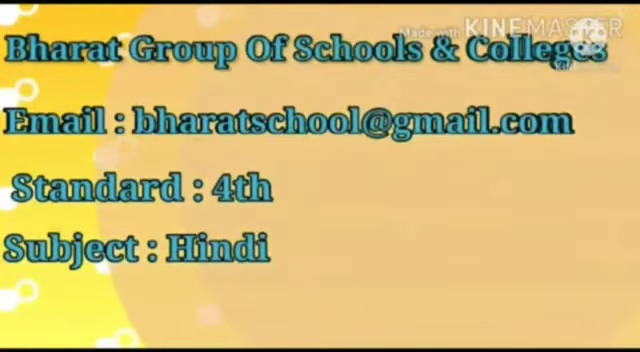 Made with KINEMASTER
Bharat Group Of Schools & Colleges
Email : bharatschool@gmail.com
Standard : 4th
Subject : Hindi